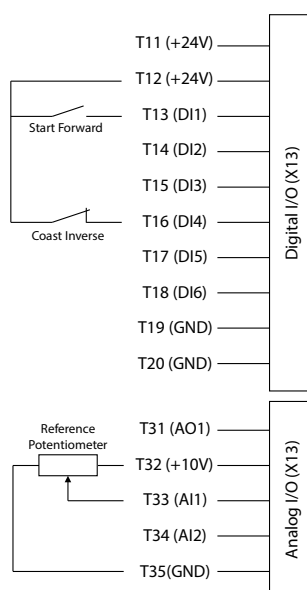 T11 (+24V)
T12 (+24V)
Start Forward
T13 (DI1)
T14 (DI2)
T15 (DI3)
T16 (DI4)
Coast Inverse
T17 (DI5)
T18 (DI6)
T19 (GND)
T20 (GND)
Digital I/O (X13)
Reference
Potentiometer
T31 (AO1)
T32 (+10V)
T33 (AI1)
T34 (AI2)
T35(GND)
Analog I/O (X13)